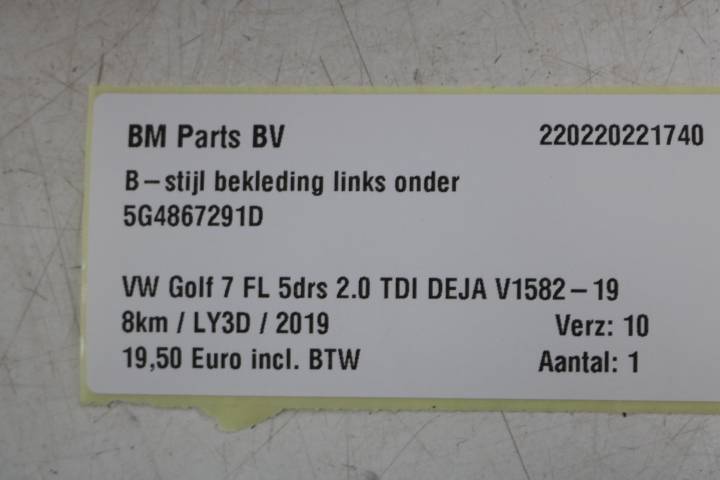 BM Parts BV 220220221740
B-stijl bekleding links onder
5G4867291D
VW Golf 7 FL 5drs 2.0 TDI DEJA V1582-19
8km / LY3D / 2019 Verz: 10
19,50 Euro incl. BTW Aantal: 1